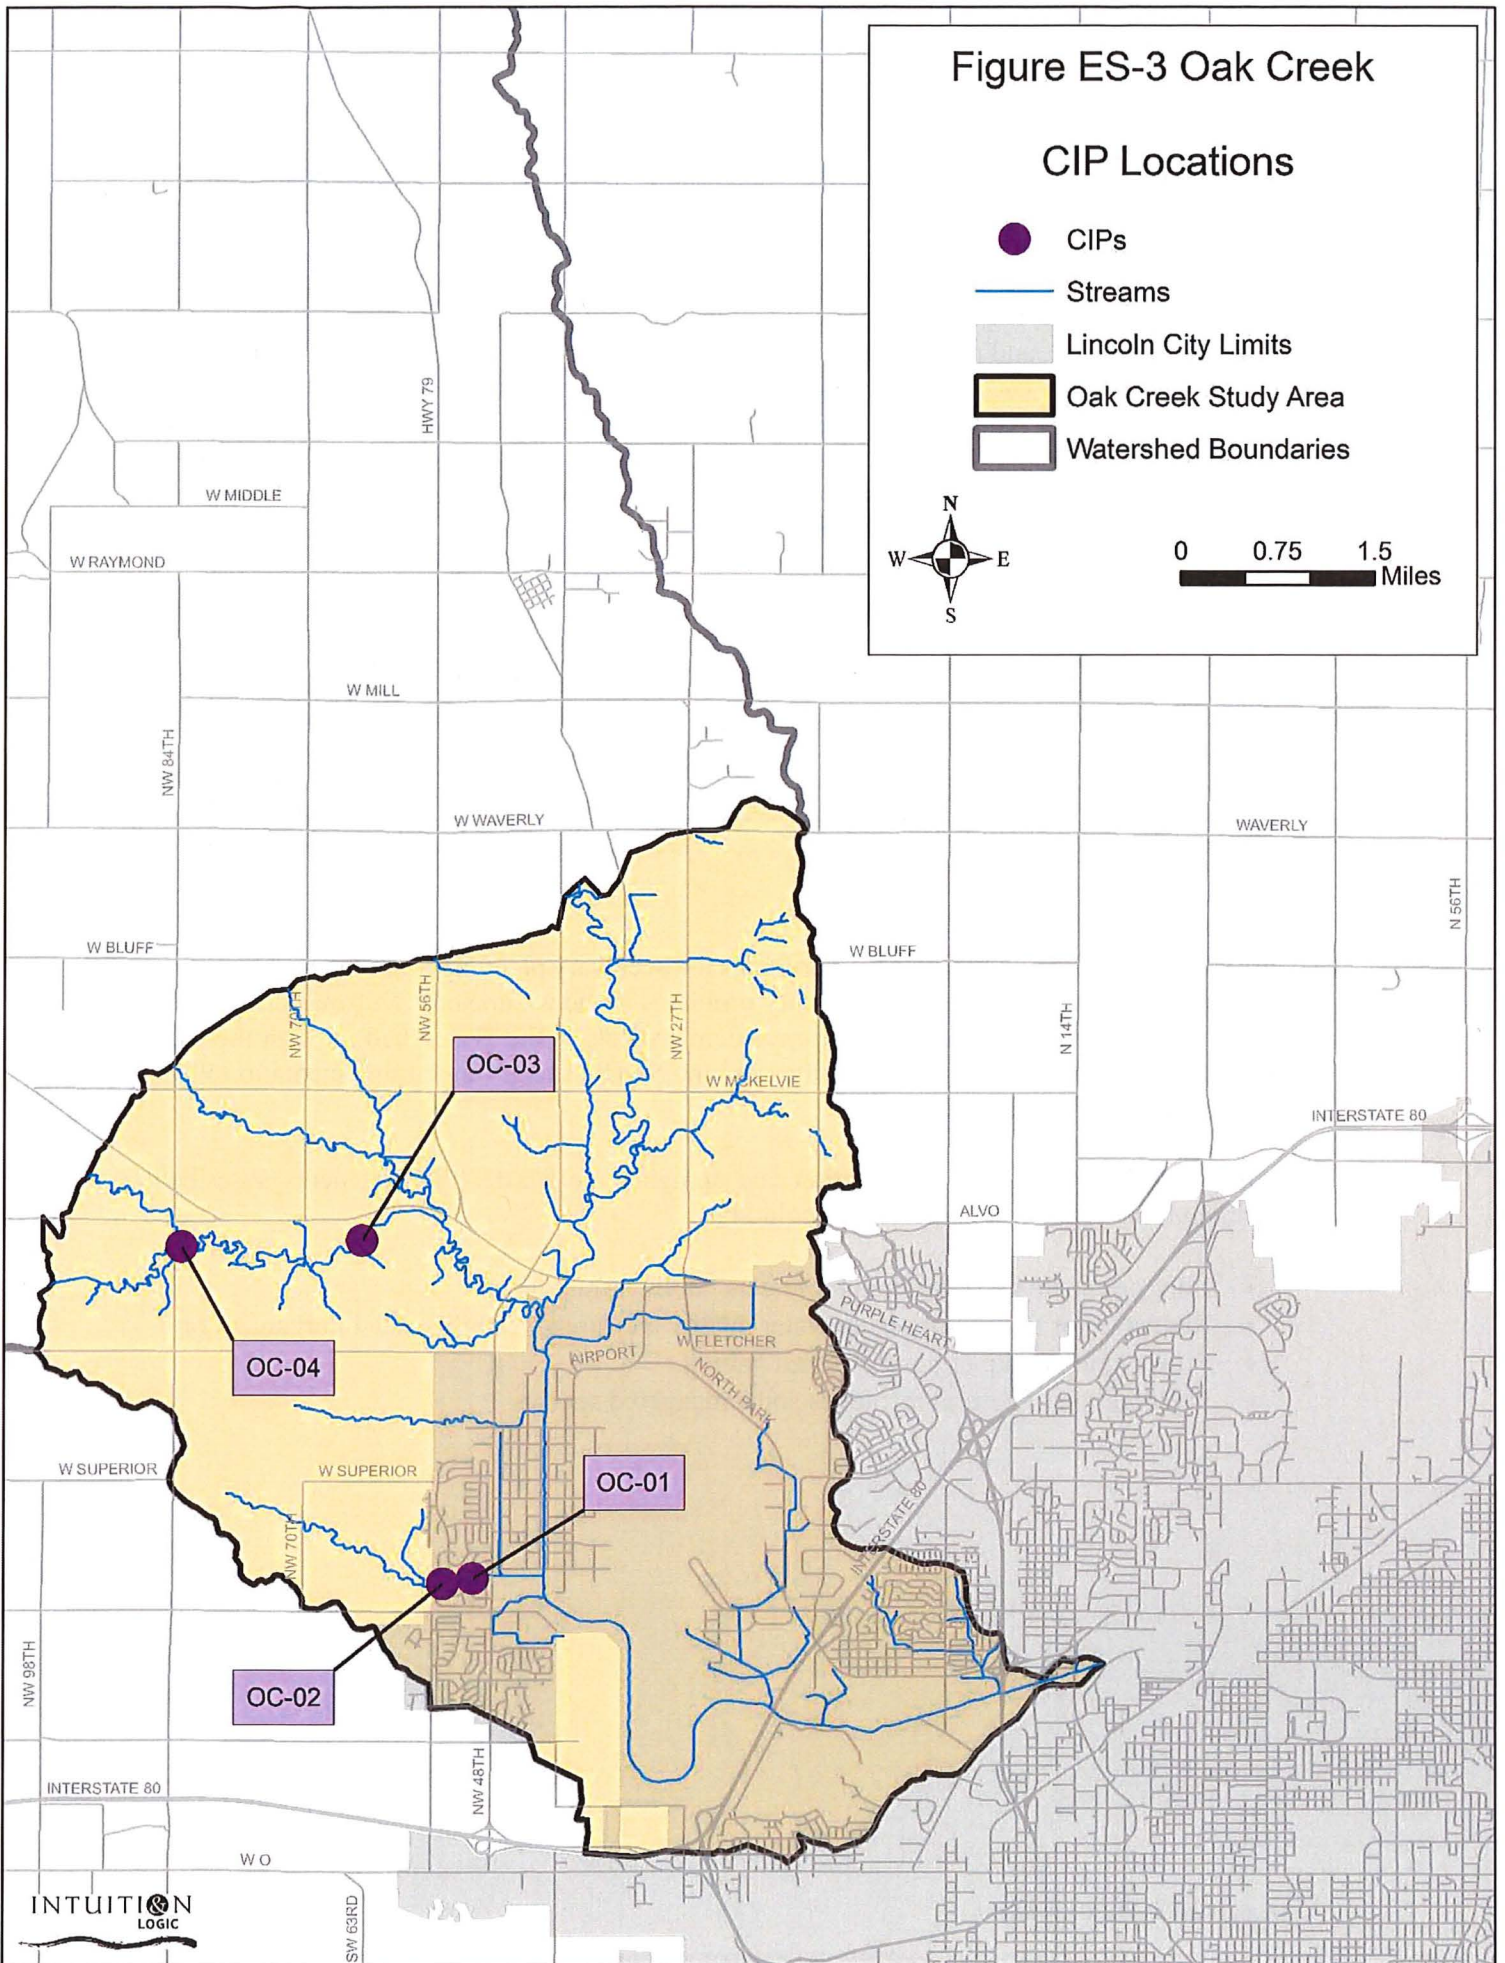 Figure ES-3 Oak Creek
CIP Locations
CIPs
Streams
Lincoln City Limits
Oak Creek Study Area
Watershed Boundaries
N
W E
S
0 0.75 1.5
Miles
HWY 79
W MIDDLE
W RAYMOND
W MILL
NW 84TH
W WAVERLY
WAVERLY
N 56TH
W BLUFF
W BLUFF
NW 70TH
NW 56TH
NW 27TH
N 14TH
OC-03
W MCKELVIE
INTERSTATE 80
ALVO
PURPLE HEART
OC-04
W FLETCHER
AIRPORT
NORTH PARK
W SUPERIOR
W SUPERIOR
OC-01
INTERSTATE 80
NW 70TH
NW 98TH
OC-02
NW 48TH
INTERSTATE 80
W O
SW 63RD
INTUITI&N
LOGIC